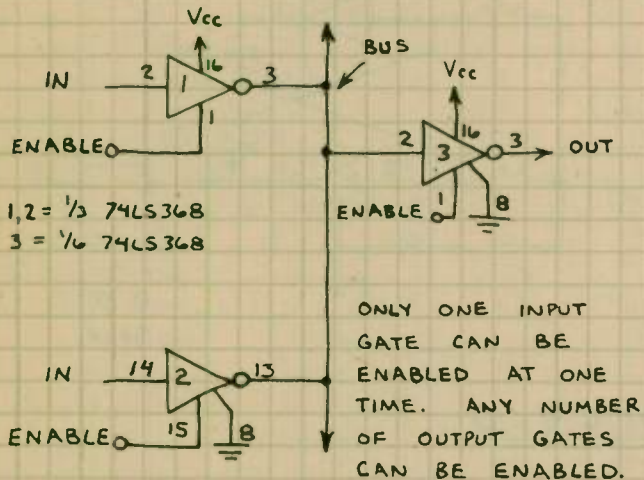 Vcc
BUS
IN 2 1 16 3
1
ENABLE
Vcc
2 3 16 3 OUT
1 8
ENABLE
1,2 = 1/3 74LS368
3 = 1/6 74LS368
IN 14 2 13
15 8
ENABLE
ONLY ONE INPUT
GATE CAN BE
ENABLED AT ONE
TIME. ANY NUMBER
OF OUTPUT GATES
CAN BE ENABLED.